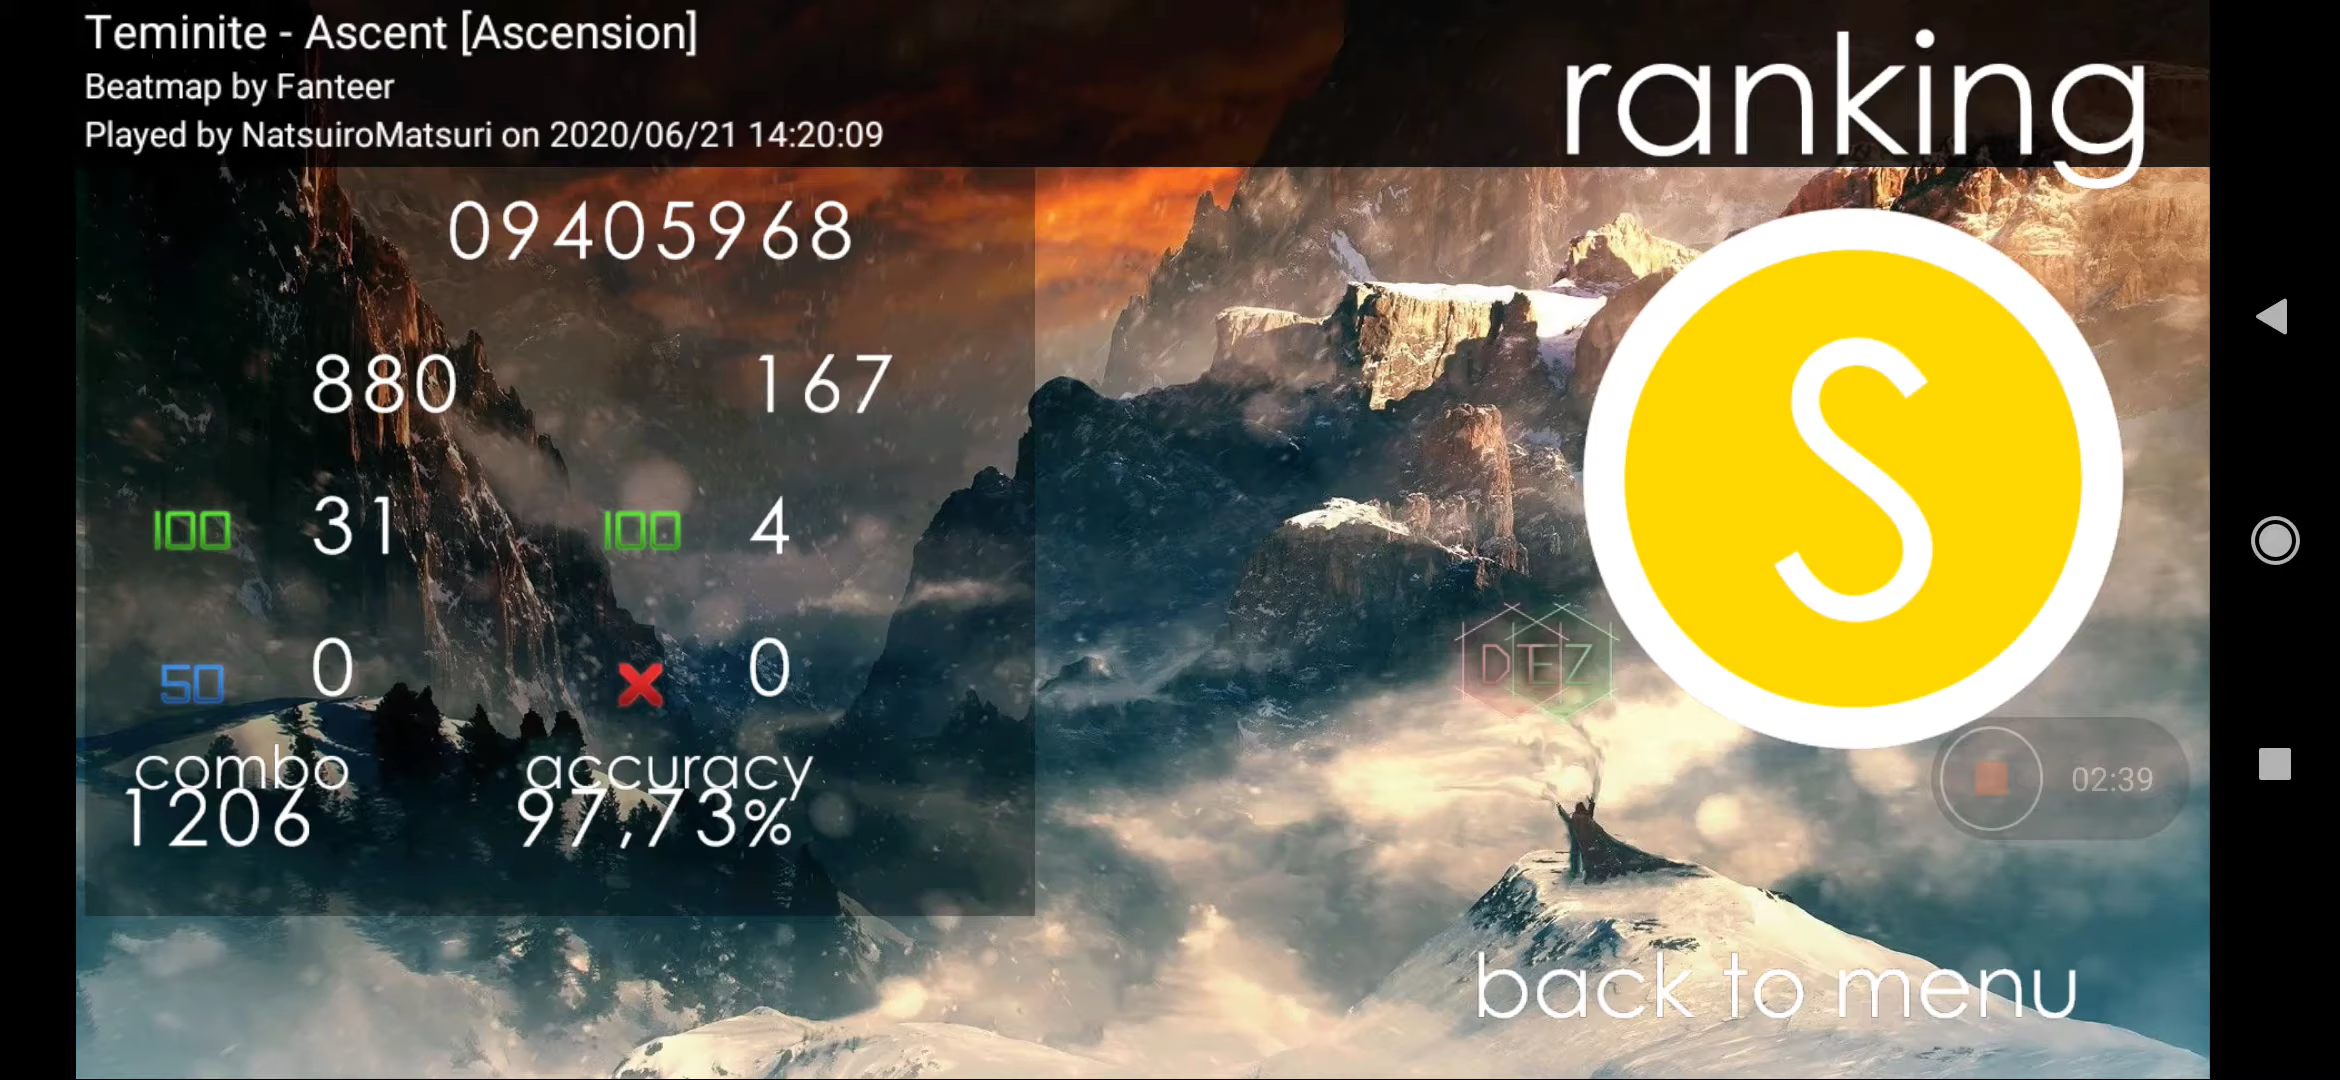 Teminite - Ascent [Ascension]
Beatmap by Fanteer
Played by NatsuiroMatsuri on 2020/06/21 14:20:09
ranking
09405968
880 167
100 31 100 4
50 0 0
combo accuracy
1206 97,73%
S
DTEZ
02:39
back to menu